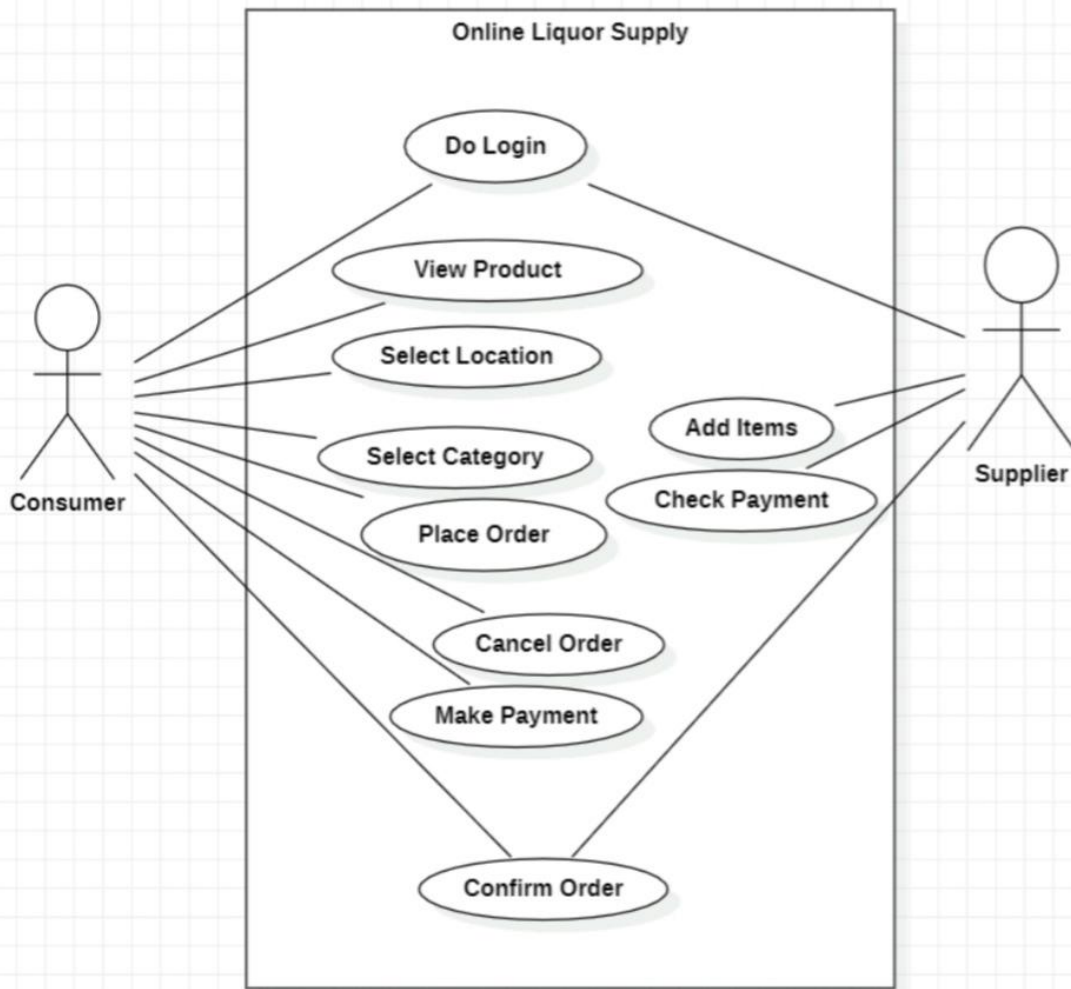 Online Liquor Supply
Do Login
View Product
Select Location
Select Category
Add Items
Place Order
Check Payment
Cancel Order
Make Payment
Confirm Order
Consumer
Supplier